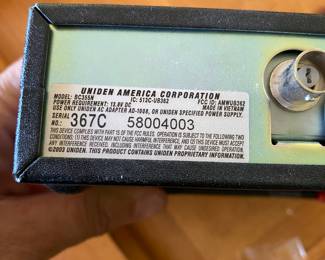 UNIDEN AMERICA CORPORATION
MODEL: BC355N IC: 513C-UB362 FCC ID: AMWUB362
POWER REQUIREMENT: 13.8V DC MADE IN VIETNAM
USE ONLY UNIDEN AC ADAPTER AD-1008, OR UNIDEN SPECIFIED POWER SUPPLY.
SERIAL NO.: 367C 58004003
THIS DEVICE COMPLIES WITH PART 15 OF THE FCC RULES. OPERATION IS SUBJECT TO THE FOLLOWING TWO
CONDITIONS: (1) THIS DEVICE MAY NOT CAUSE HARMFUL INTERFERENCE, AND (2) THIS DEVICE MUST ACCEPT
ANY INTERFERENCE RECEIVED, INCLUDING INTERFERENCE THAT MAY CAUSE UNDESIRED OPERATION.
©2003 UNIDEN. THIS PRODUCT CONTAINS UNIDEN PROPRIETARY INFORMATION.